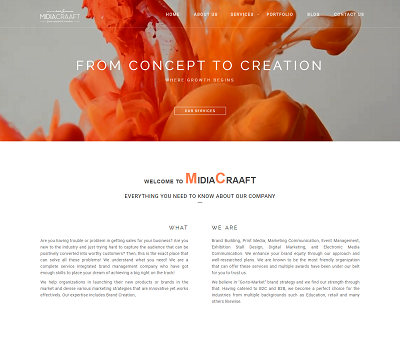 MIDIACRAAFT
HOME ABOUT US SERVICES PORTFOLIO BLOG CONTACT US
FROM CONCEPT TO CREATION
WHERE GROWTH BEGINS
OUR SERVICES
WELCOME TO MIDIACRAAFT
EVERYTHING YOU NEED TO KNOW ABOUT OUR COMPANY
WHAT
Are you having trouble or problem in getting sales for your business? Are you
new to the industry and just trying hard to capture the audience that can be
positively converted into worthy customers? Then, this is the exact place that
can solve all these problems! We understand what you need! We are a
complete service integrated brand management company who have got
enough skills to place your dream of achieving a big right on the track!
We help organizations in launching their new products or brands in the
market and devise various marketing strategies that are innovative yet works
effectively. Our expertise includes Brand Creation,
WE ARE
Brand Building, Print Media, Marketing Communication, Event Management,
Exhibition Stall Design, Digital Marketing, and Electronic Media
Communication. We enhance your brand equity through our approach and
well-researched plans. We are known to be the most friendly organization
that can offer these services and multiple awards have been under our belt
for you to trust us.
We believe in "Go-to-Market" brand strategy and we find our strength through
that. Having catered to B2C and B2B, we become a perfect choice for the
industries from multiple backgrounds such as Education, retail and many
others likewise.